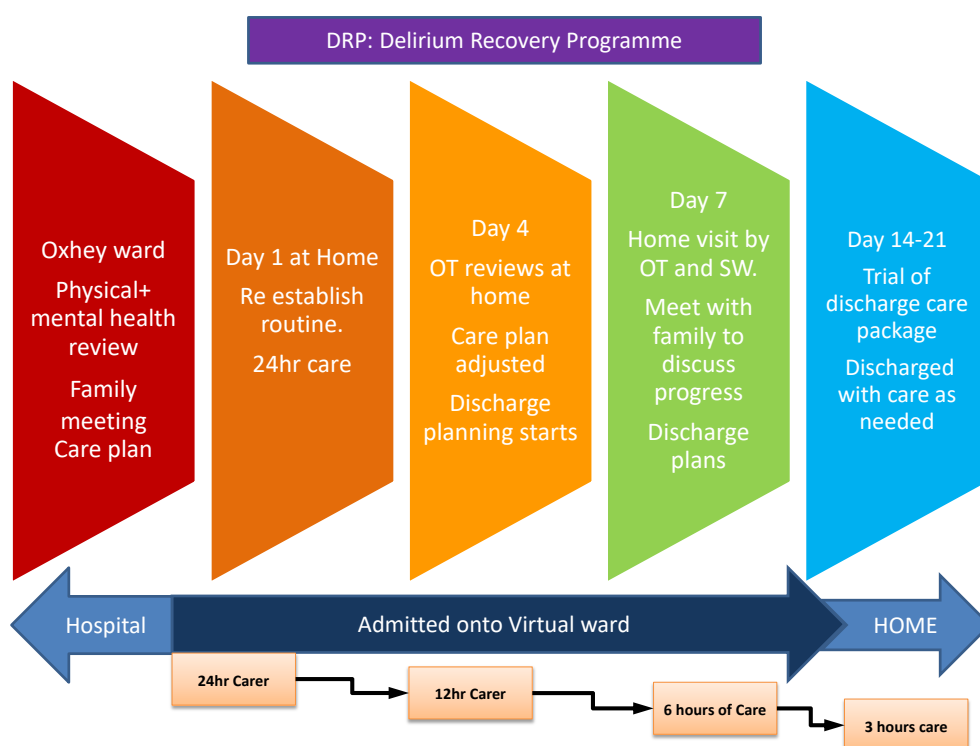 DRP: Delirium Recovery Programme
Oxhey ward
Physical+
mental health
review
Family
meeting
Care plan
Day 1 at Home
Re establish
routine.
24hr care
Day 4
OT reviews at
home
Care plan
adjusted
Discharge
planning starts
Day 7
Home visit by
OT and SW.
Meet with
family to
discuss
progress
Discharge
plans
Day 14-21
Trial of
discharge care
package
Discharged
with care as
needed
Hospital
Admitted onto Virtual ward
HOME
24hr Carer
12hr Carer
6 hours of Care
3 hours care